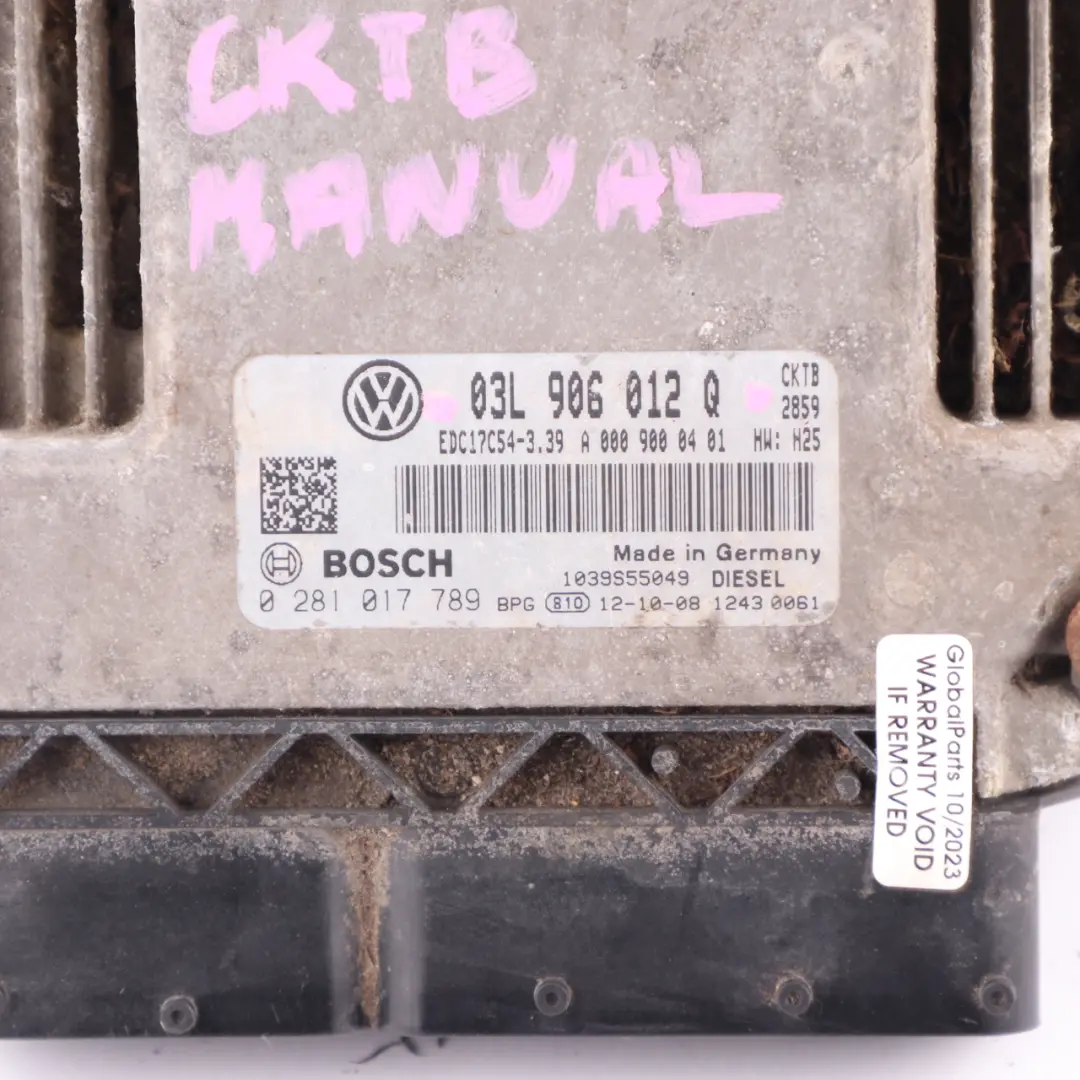 CKTB
MANUAL
VW 03L 906 012 Q CKTB
2859
EDC17C54-3.39 A 000 900 04 01 HW: H25
BOSCH Made in Germany
1039S55049 DIESEL
0 281 017 789 BPG 810 12-10-08 1243 0061
GlobalParts 10/2023
WARRANTY VOID
IF REMOVED